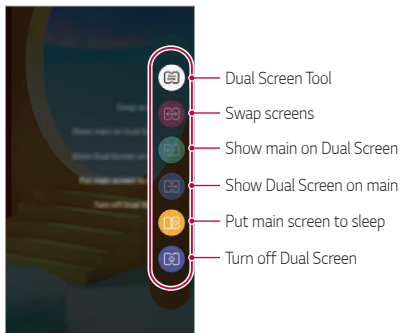 Dual Screen Tool
Swap screens
Show main on Dual Screen
Show Dual Screen on main
Put main screen to sleep
Turn off Dual Screen